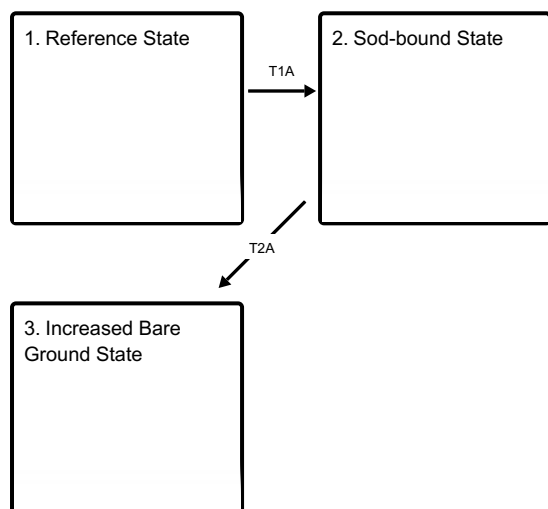 1. Reference State
T1A
2. Sod-bound State
T2A
3. Increased Bare
Ground State